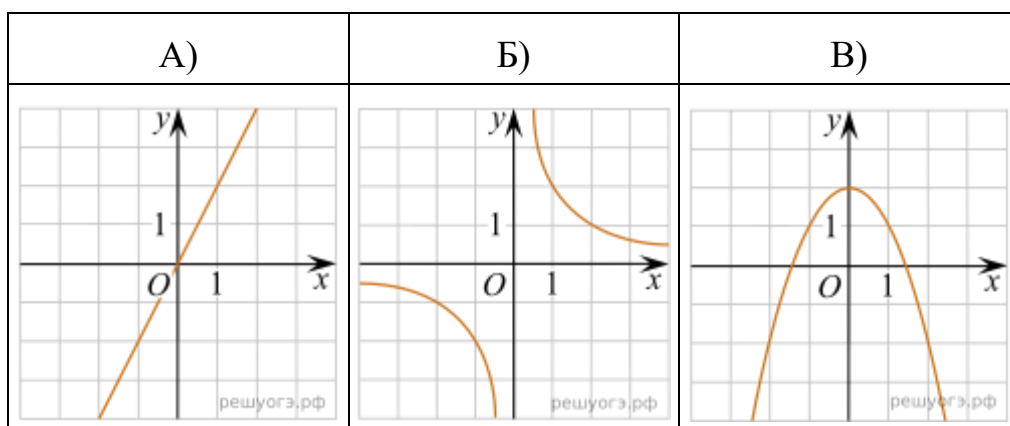 А) Б) В)
y 1 O 1 x
y 1 O 1 x
y 1 O 1 x
решуогэ.рф решуогэ.рф решуогэ.рф